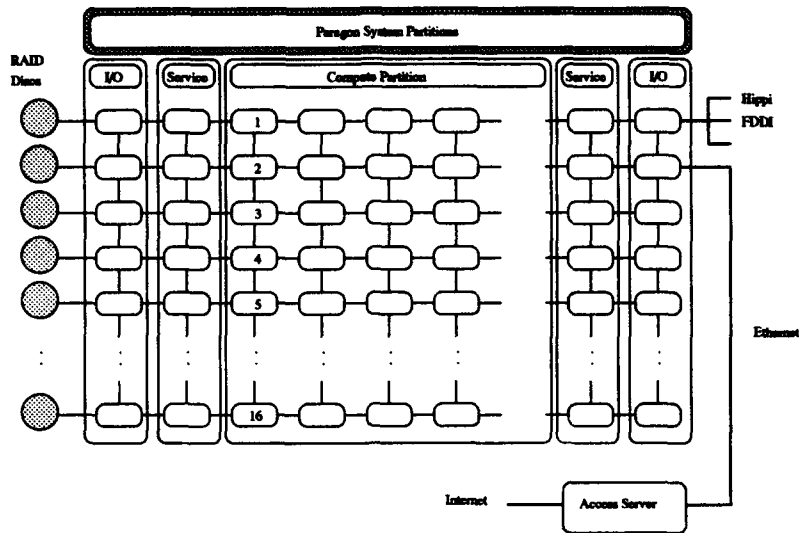 Paragon System Partitions
RAID
Discs
I/O
Service
Compute Partition
Service
I/O
Hippi
FDDI
1
2
3
4
5
16
Ethernet
Internet
Access Server